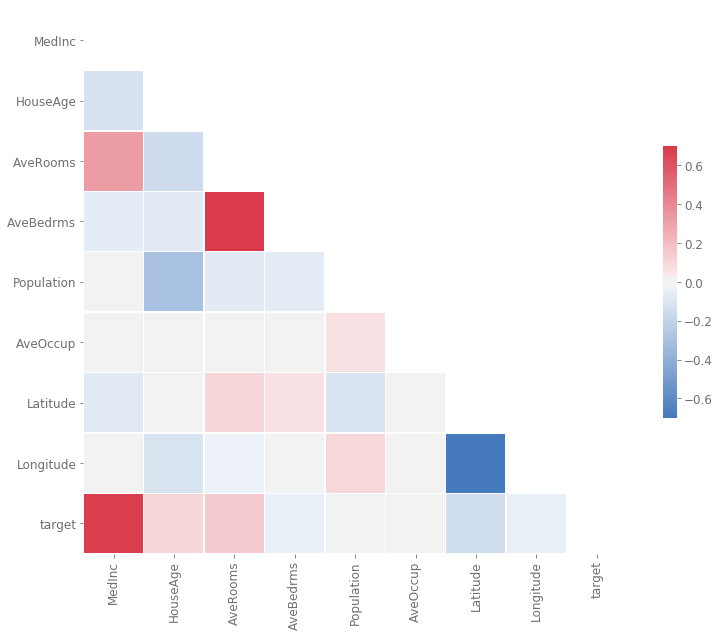 MedInc
HouseAge
AveRooms
AveBedrms
Population
AveOccup
Latitude
Longitude
target
MedInc
HouseAge
AveRooms
AveBedrms
Population
AveOccup
Latitude
Longitude
target
0.6
0.4
0.2
0.0
−0.2
−0.4
−0.6